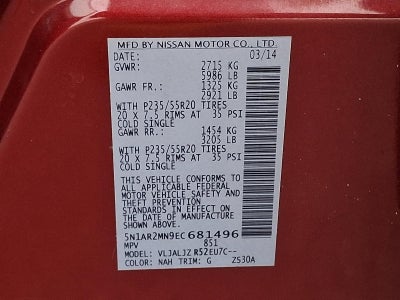 MFD BY NISSAN MOTOR CO., LTD.
DATE: 03/14
GVWR: 2715 KG
5986 LB
GAWR FR.: 1325 KG
2921 LB
WITH P235/55R20 TIRES
20 x 7.5 RIMS AT 35 PSI
COLD SINGLE
GAWR RR.: 1454 KG
3205 LB
WITH P235/55R20 TIRES
20 x 7.5 RIMS AT 35 PSI
COLD SINGLE
THIS VEHICLE CONFORMS TO
ALL APPLICABLE FEDERAL
MOTOR VEHICLE SAFETY AND
THEFT PREVENTION
STANDARDS IN EFFECT ON
THE DATE OF MANUFACTURE
SHOWN ABOVE.
5N1AR2MN9EC681496
MPV 851
MODEL: VLJALJZ R52EU7C--
COLOR: NAH TRIM: G ZS30A